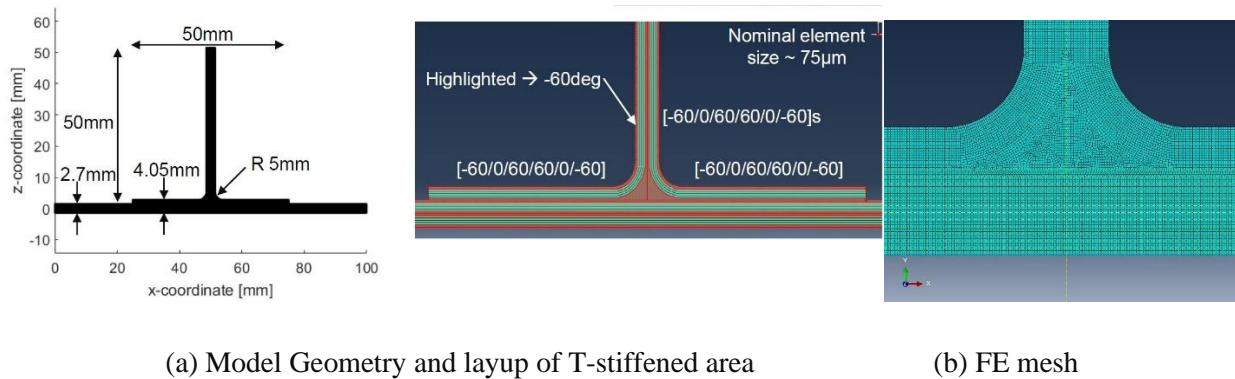 60
50
40
30
20
10
0
-10
z-coordinate [mm]
50mm
50mm
2.7mm
4.05mm
R 5mm
0
20
40
60
80
100
x-coordinate [mm]
Nominal element
size ~ 75µm
Highlighted → -60deg
[-60/0/60/60/0/-60]s
[-60/0/60/60/0/-60]
[-60/0/60/60/0/-60]
Y
X
(a) Model Geometry and layup of T-stiffened area
(b) FE mesh